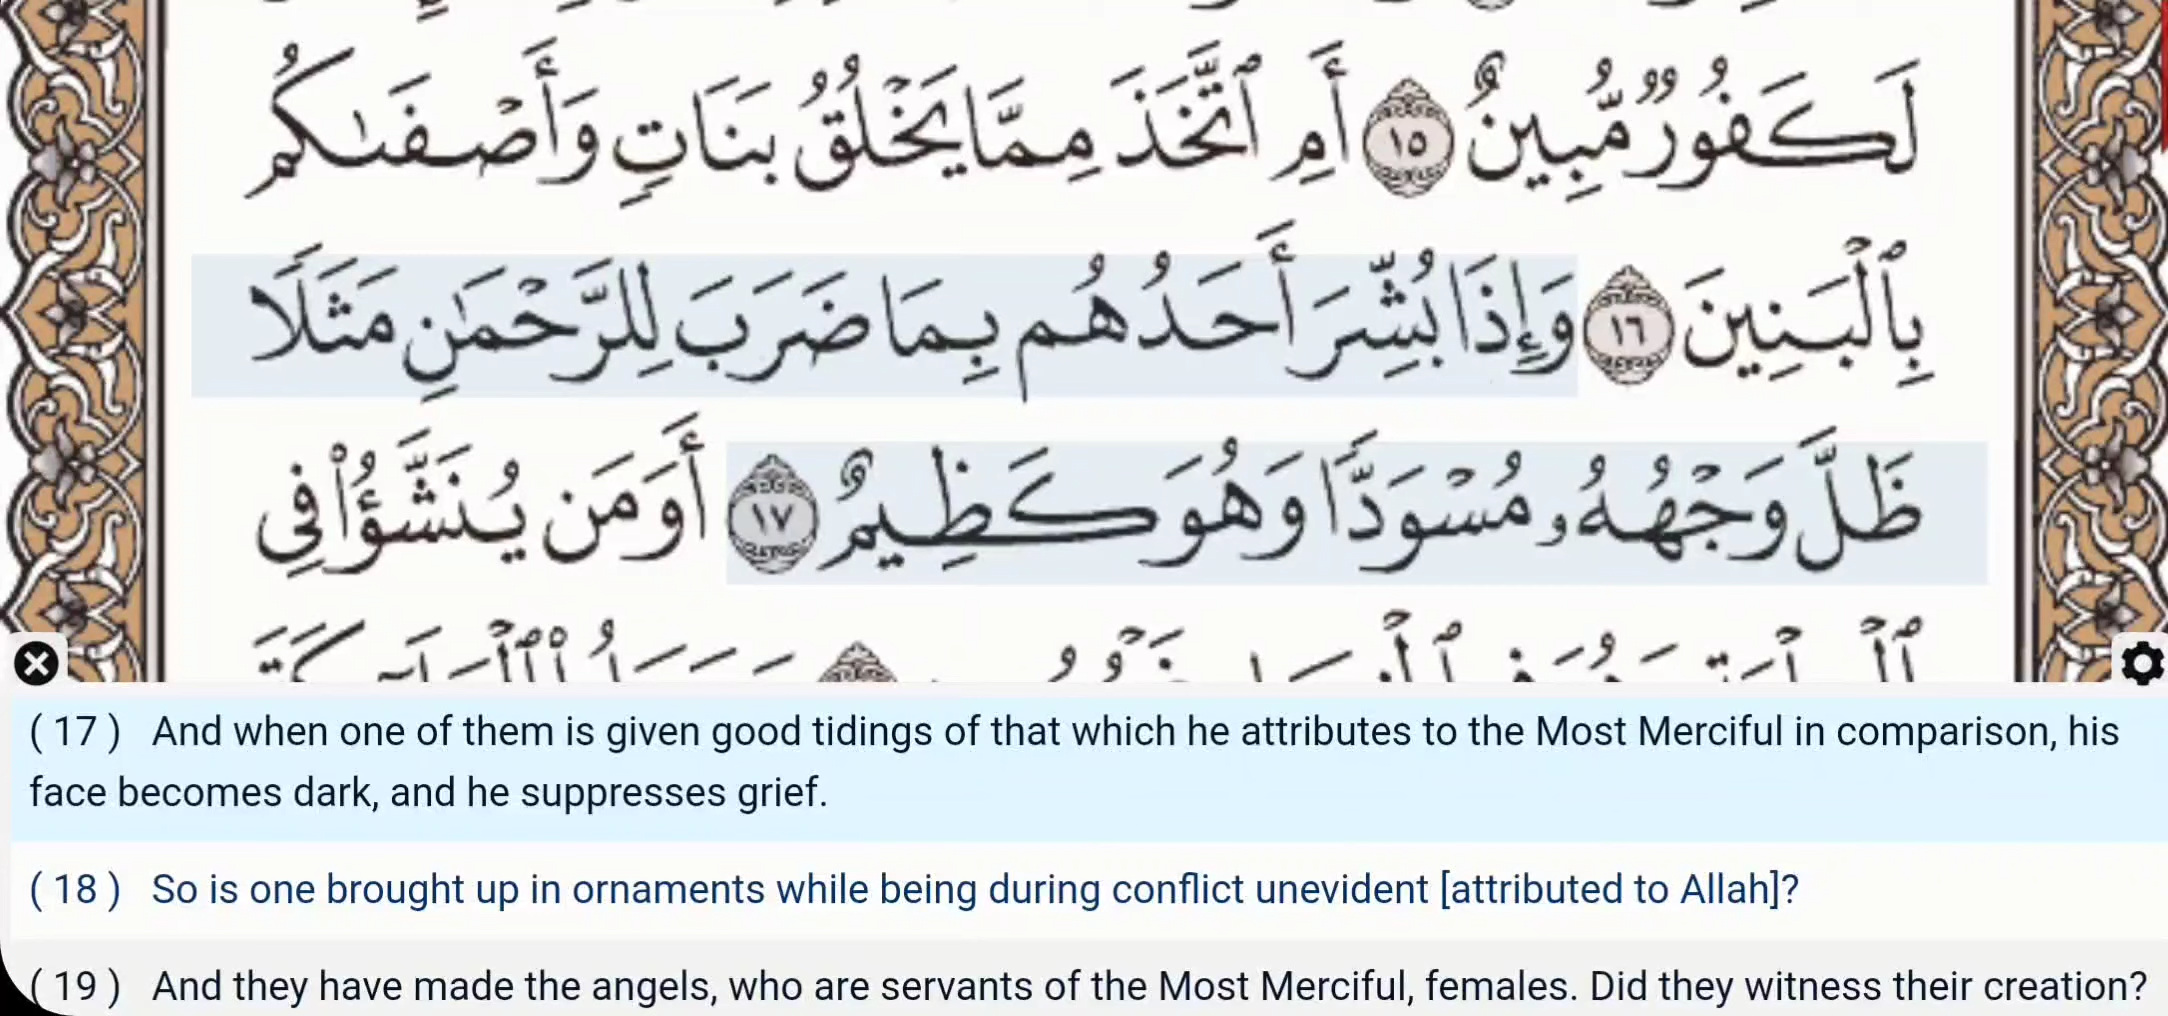 لَكَفُورٌ مُّبِينٌ ١٥ أَمِ ٱتَّخَذَ مِمَّا يَخْلُقُ بَنَاتٍ وَأَصْفَىٰكُم
بِٱلْبَنِينَ ١٦ وَإِذَا بُشِّرَ أَحَدُهُم بِمَا ضَرَبَ لِلرَّحْمَٰنِ مَثَلًا
ظَلَّ وَجْهُهُۥ مُسْوَدًّا وَهُوَ كَظِيمٌ ١٧ أَوَمَن يُنَشَّؤُا۟ فِى
( 17 ) And when one of them is given good tidings of that which he attributes to the Most Merciful in comparison, his
face becomes dark, and he suppresses grief.
( 18 ) So is one brought up in ornaments while being during conflict unevident [attributed to Allah]?
( 19 ) And they have made the angels, who are servants of the Most Merciful, females. Did they witness their creation?